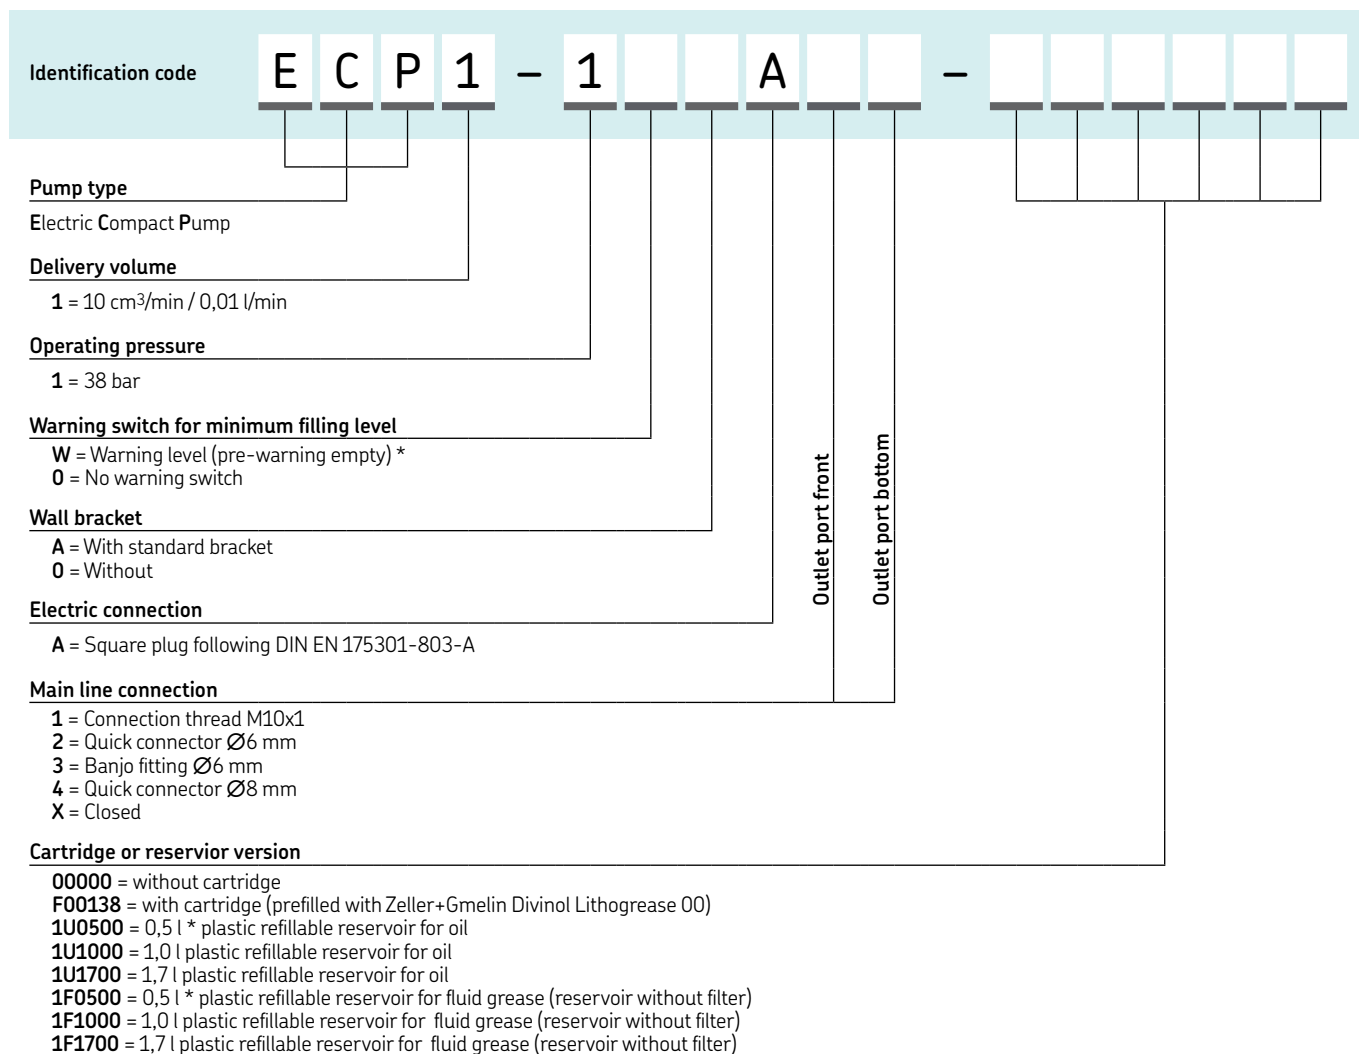 Identification code E C P 1 – 1 A –
Pump type
Electric Compact Pump
Delivery volume
1 = 10 cm³/min / 0,01 l/min
Operating pressure
1 = 38 bar
Warning switch for minimum filling level
W = Warning level (pre-warning empty) *
0 = No warning switch
Wall bracket
A = With standard bracket
0 = Without
Outlet port front
Outlet port bottom
Electric connection
A = Square plug following DIN EN 175301-803-A
Main line connection
1 = Connection thread M10x1
2 = Quick connector Ø6 mm
3 = Banjo fitting Ø6 mm
4 = Quick connector Ø8 mm
X = Closed
Cartridge or reservior version
00000 = without cartridge
F00138 = with cartridge (prefilled with Zeller+Gmelin Divinol Lithogrease 00)
1U0500 = 0,5 l * plastic refillable reservoir for oil
1U1000 = 1,0 l plastic refillable reservoir for oil
1U1700 = 1,7 l plastic refillable reservoir for oil
1F0500 = 0,5 l * plastic refillable reservoir for fluid grease (reservoir without filter)
1F1000 = 1,0 l plastic refillable reservoir for fluid grease (reservoir without filter)
1F1700 = 1,7 l plastic refillable reservoir for fluid grease (reservoir without filter)